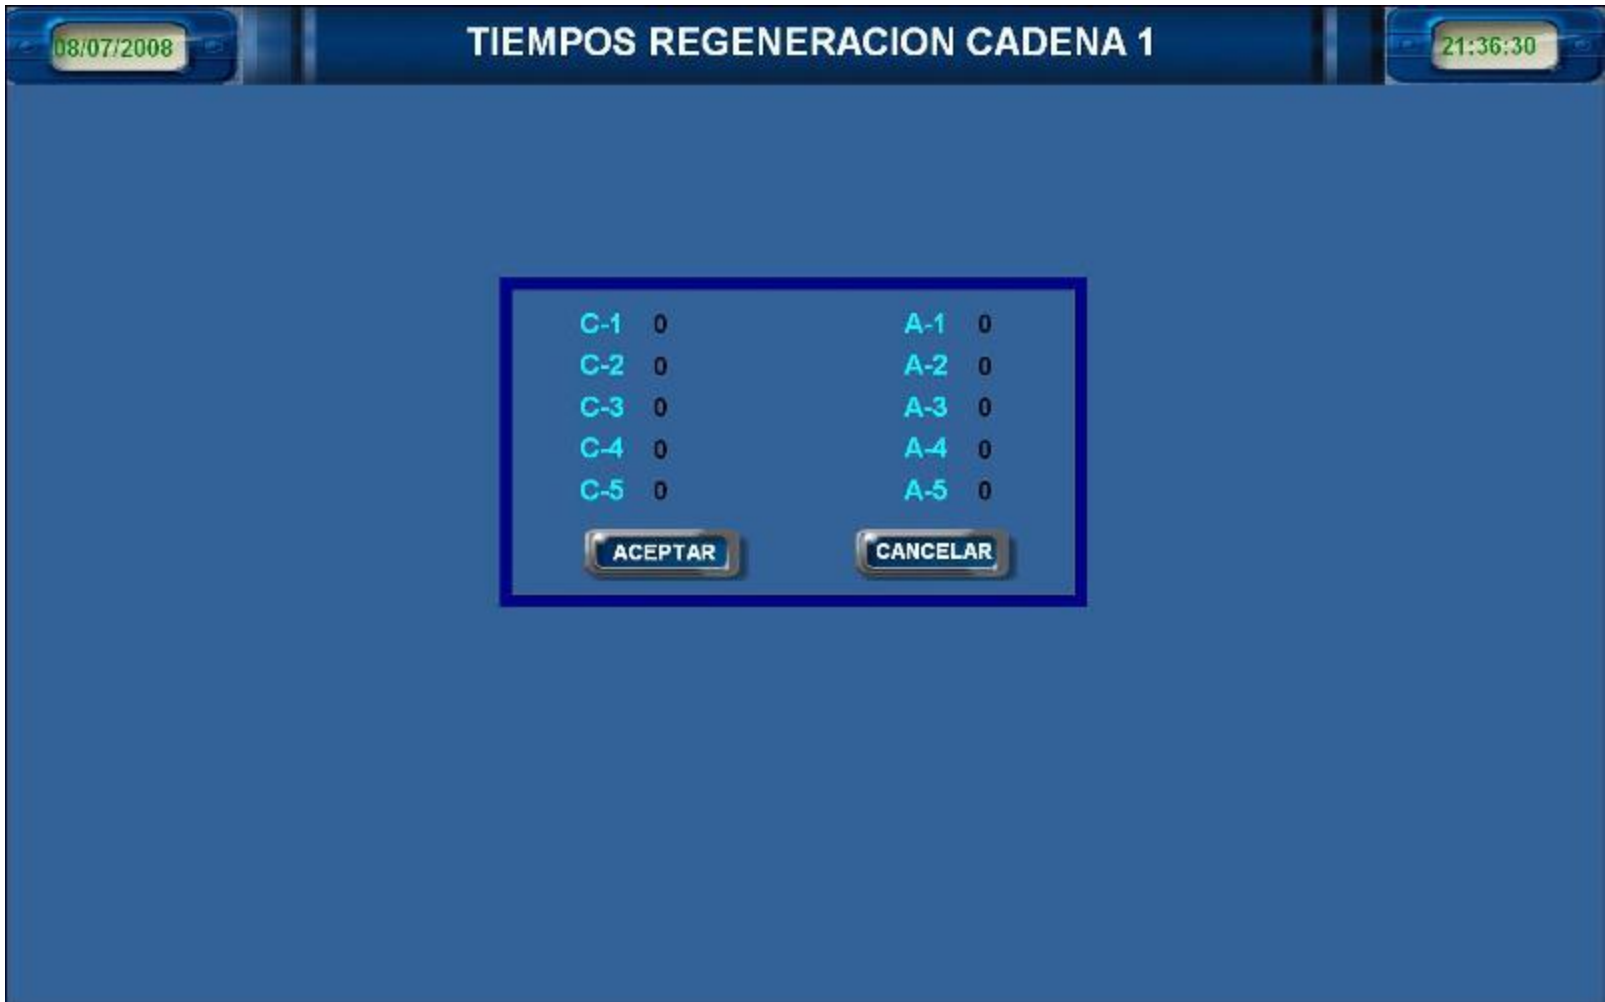 08/07/2008 TIEMPOS REGENERACION CADENA 1 21:36:30
C-1 0 A-1 0
C-2 0 A-2 0
C-3 0 A-3 0
C-4 0 A-4 0
C-5 0 A-5 0
ACEPTAR CANCELAR